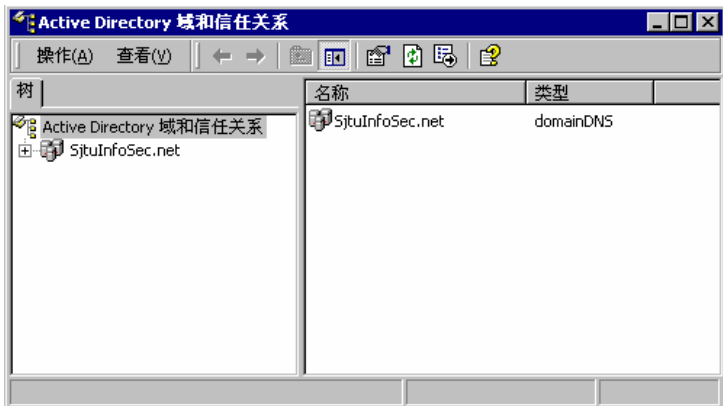 Active Directory 域和信任关系
操作(A) 查看(V)
树
名称 类型
Active Directory 域和信任关系
SjtuInfoSec.net domainDNS
SjtuInfoSec.net